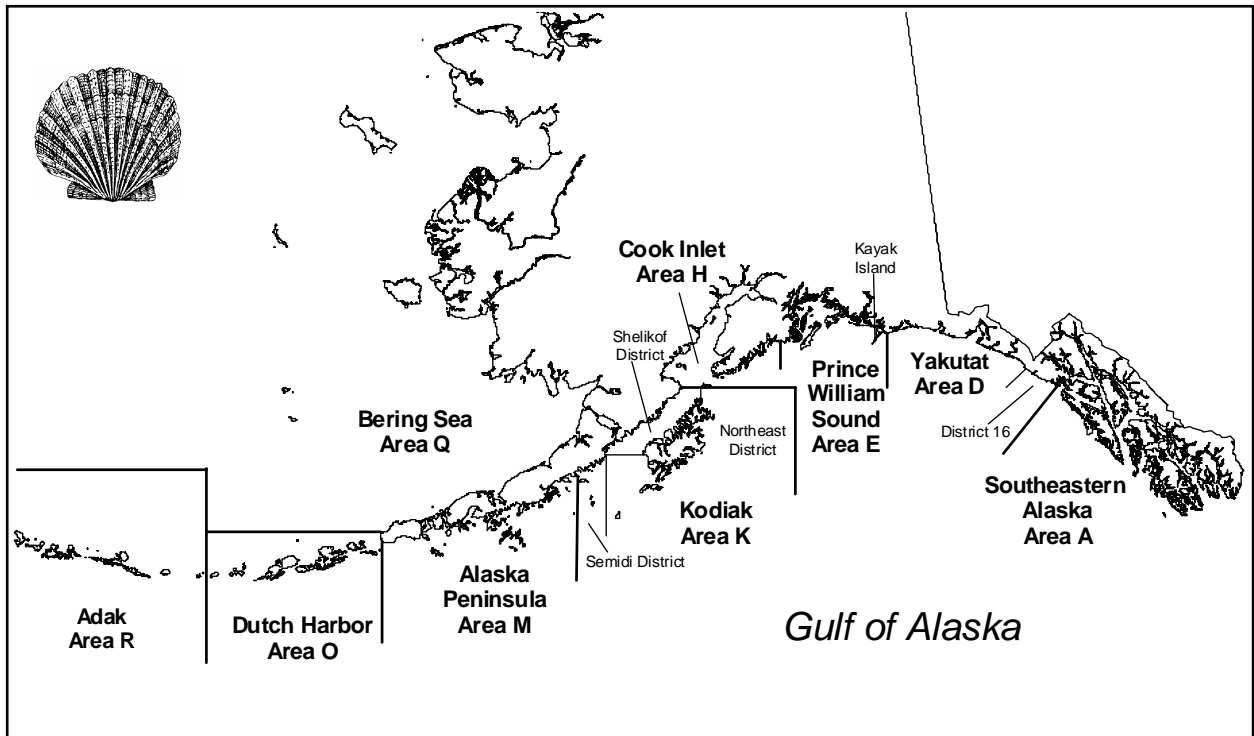 Cook Inlet
Area H
Kayak
Island
Shelikof
District
Prince
William
Sound
Area E
Yakutat
Area D
Bering Sea
Area Q
Northeast
District
District 16
Southeastern
Alaska
Area A
Kodiak
Area K
Semidi District
Alaska
Peninsula
Area M
Adak
Area R
Dutch Harbor
Area O
Gulf of Alaska